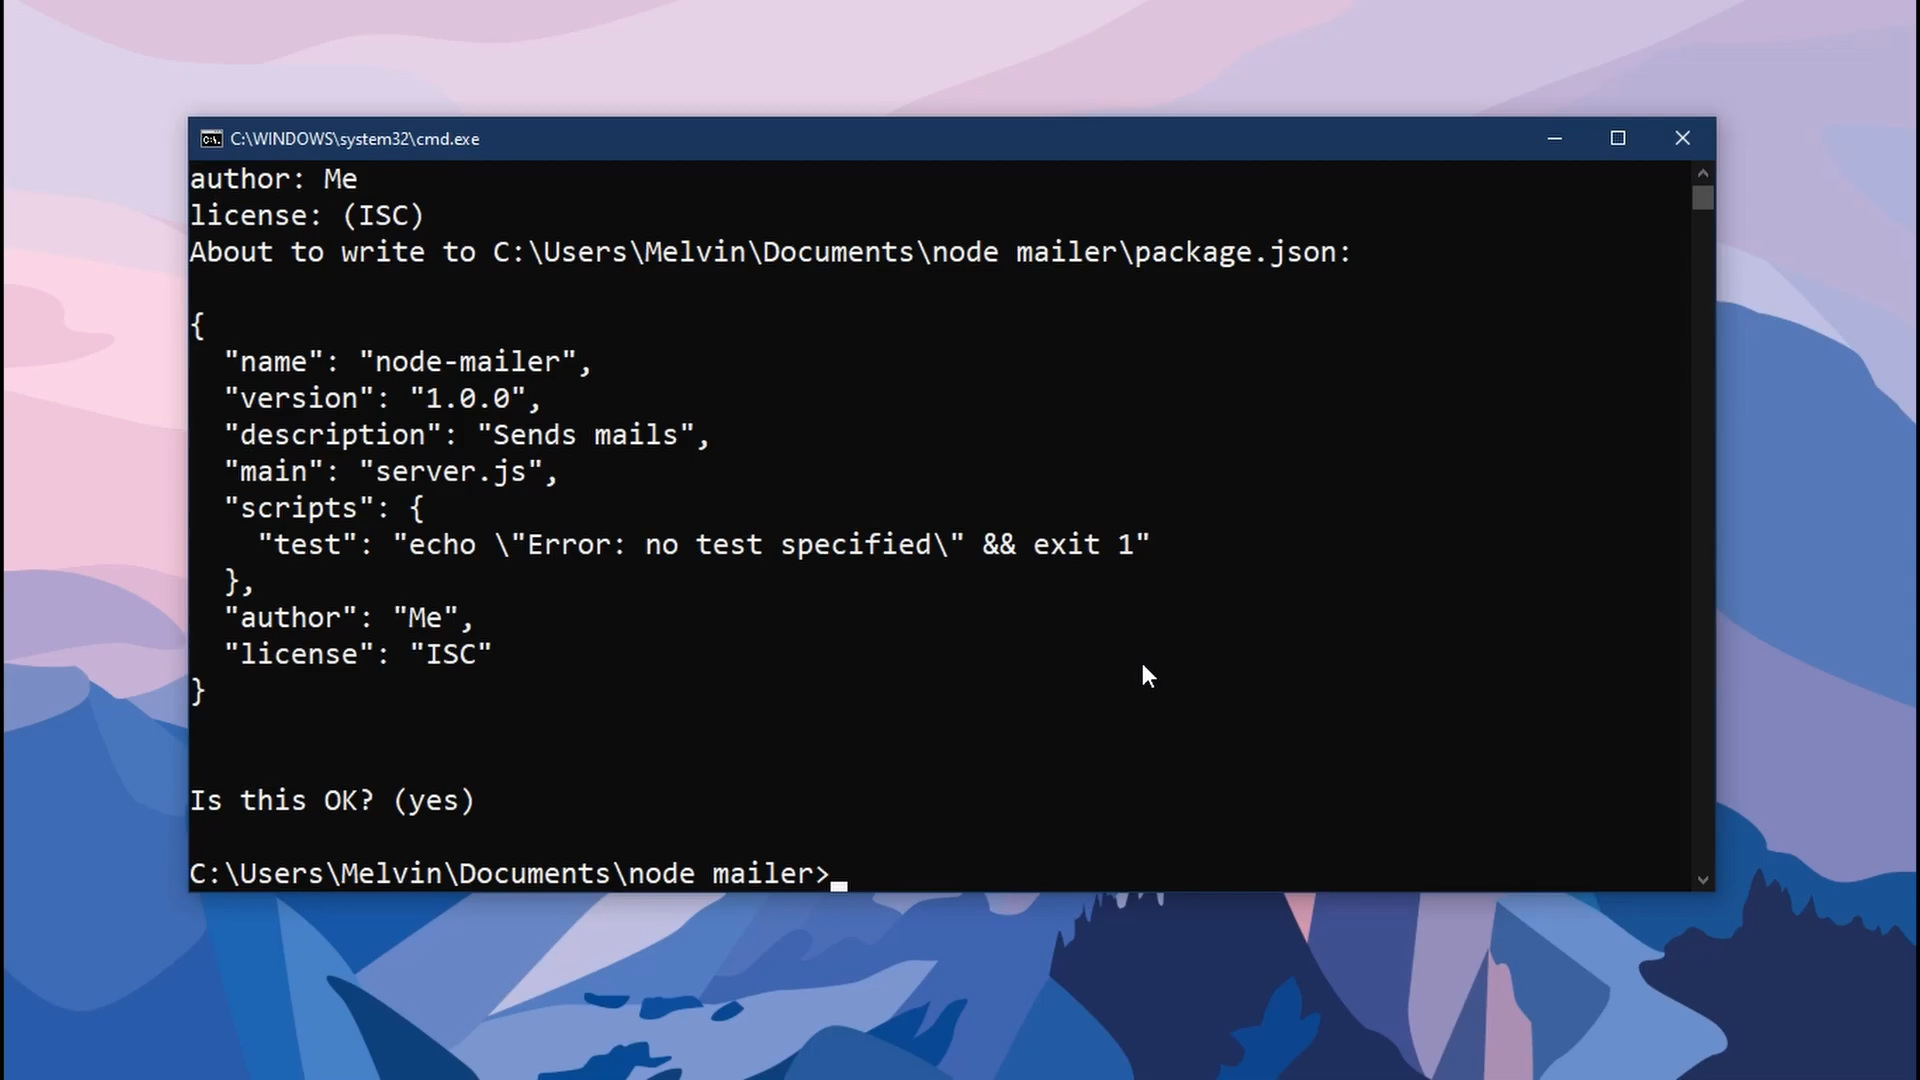 C:\WINDOWS\system32\cmd.exe
author: Me
license: (ISC)
About to write to C:\Users\Melvin\Documents\node mailer\package.json:
{
  "name": "node-mailer",
  "version": "1.0.0",
  "description": "Sends mails",
  "main": "server.js",
  "scripts": {
    "test": "echo \"Error: no test specified\" && exit 1"
  },
  "author": "Me",
  "license": "ISC"
}
Is this OK? (yes)
C:\Users\Melvin\Documents\node mailer>